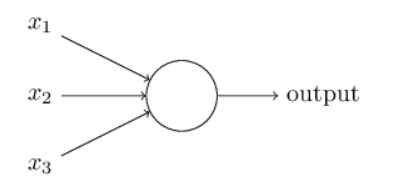 x₁
x₂
output
x₃